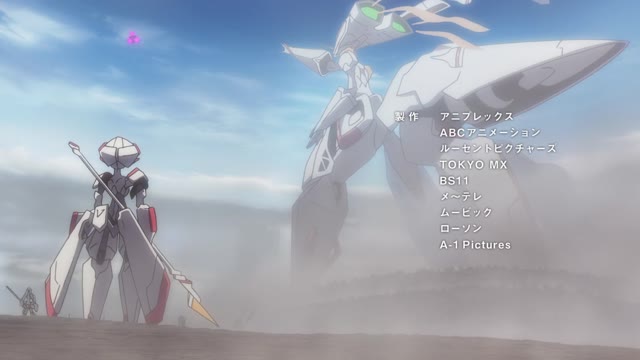 製作 アニプレックス
ABCアニメーション
ルーセントピクチャーズ
TOKYO MX
BS11
メ〜テレ
ムービック
ローソン
A-1 Pictures